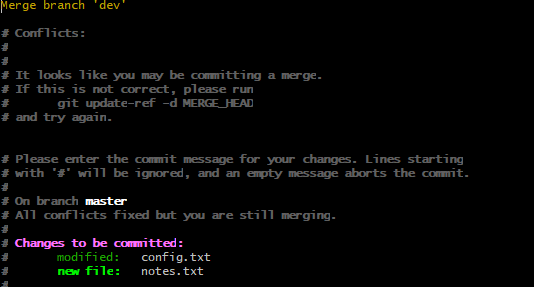 Merge branch 'dev'
# Conflicts:
#
#
# It looks like you may be committing a merge.
# If this is not correct, please run
#       git update-ref -d MERGE_HEAD
# and try again.
# Please enter the commit message for your changes. Lines starting
# with '#' will be ignored, and an empty message aborts the commit.
#
# On branch master
# All conflicts fixed but you are still merging.
#
# Changes to be committed:
#       modified:   config.txt
#       new file:   notes.txt
#